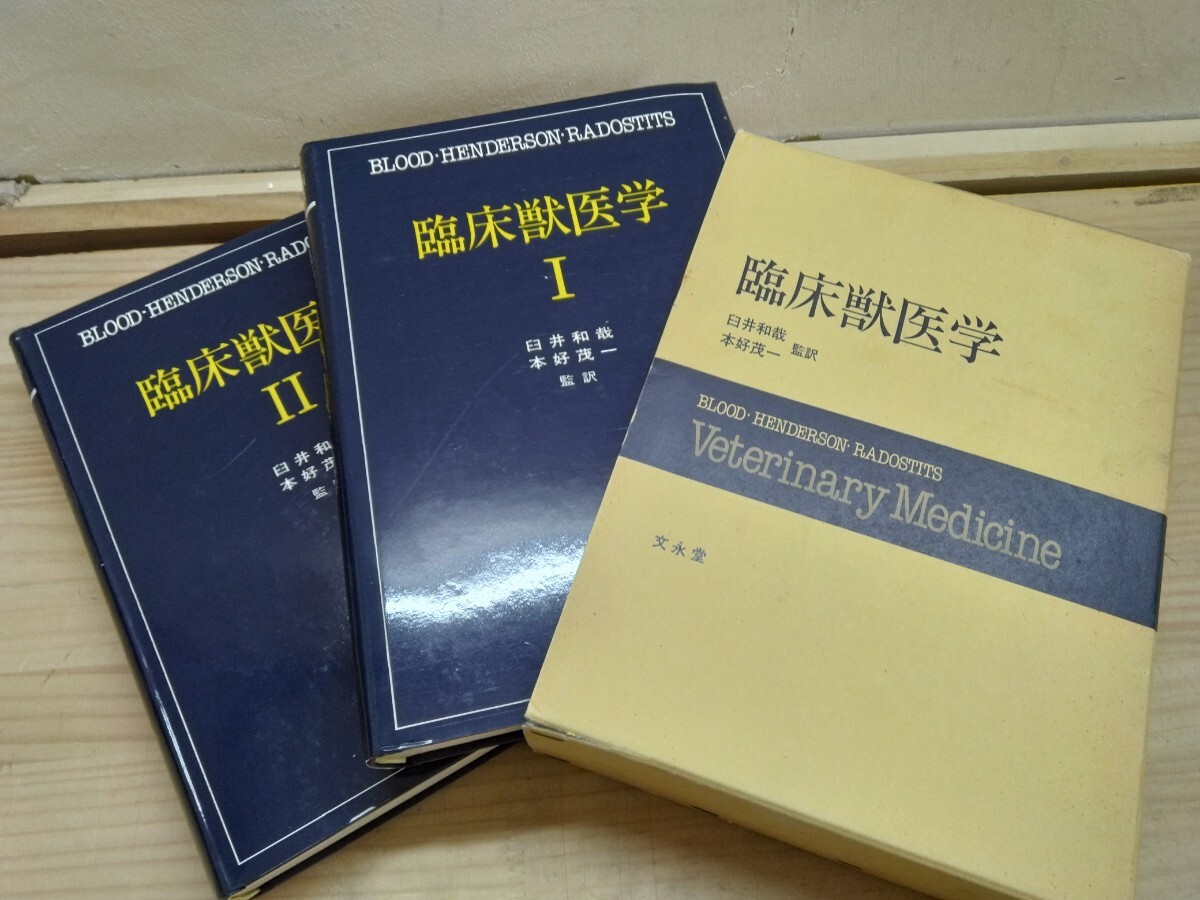 BLOOD·HENDERSON·RADOSTITS
臨床獣医学
I
臼井和哉
本好茂一
監訳
BLOOD·HENDERSON·RADOS
臨床獣医
II
臼井和
本好茂
監
臨床獣医学
臼井和哉
本好茂一 監訳
BLOOD·HENDERSON·RADOSTITS
Veterinary Medicine
文永堂